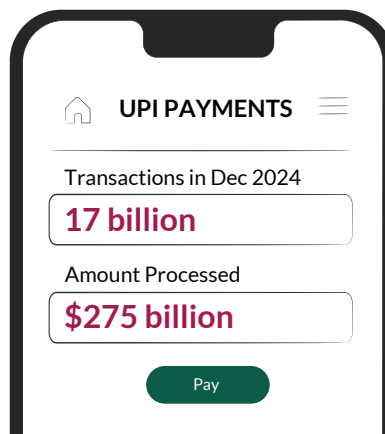 UPI PAYMENTS
Transactions in Dec 2024
17 billion
Amount Processed
$275 billion
Pay